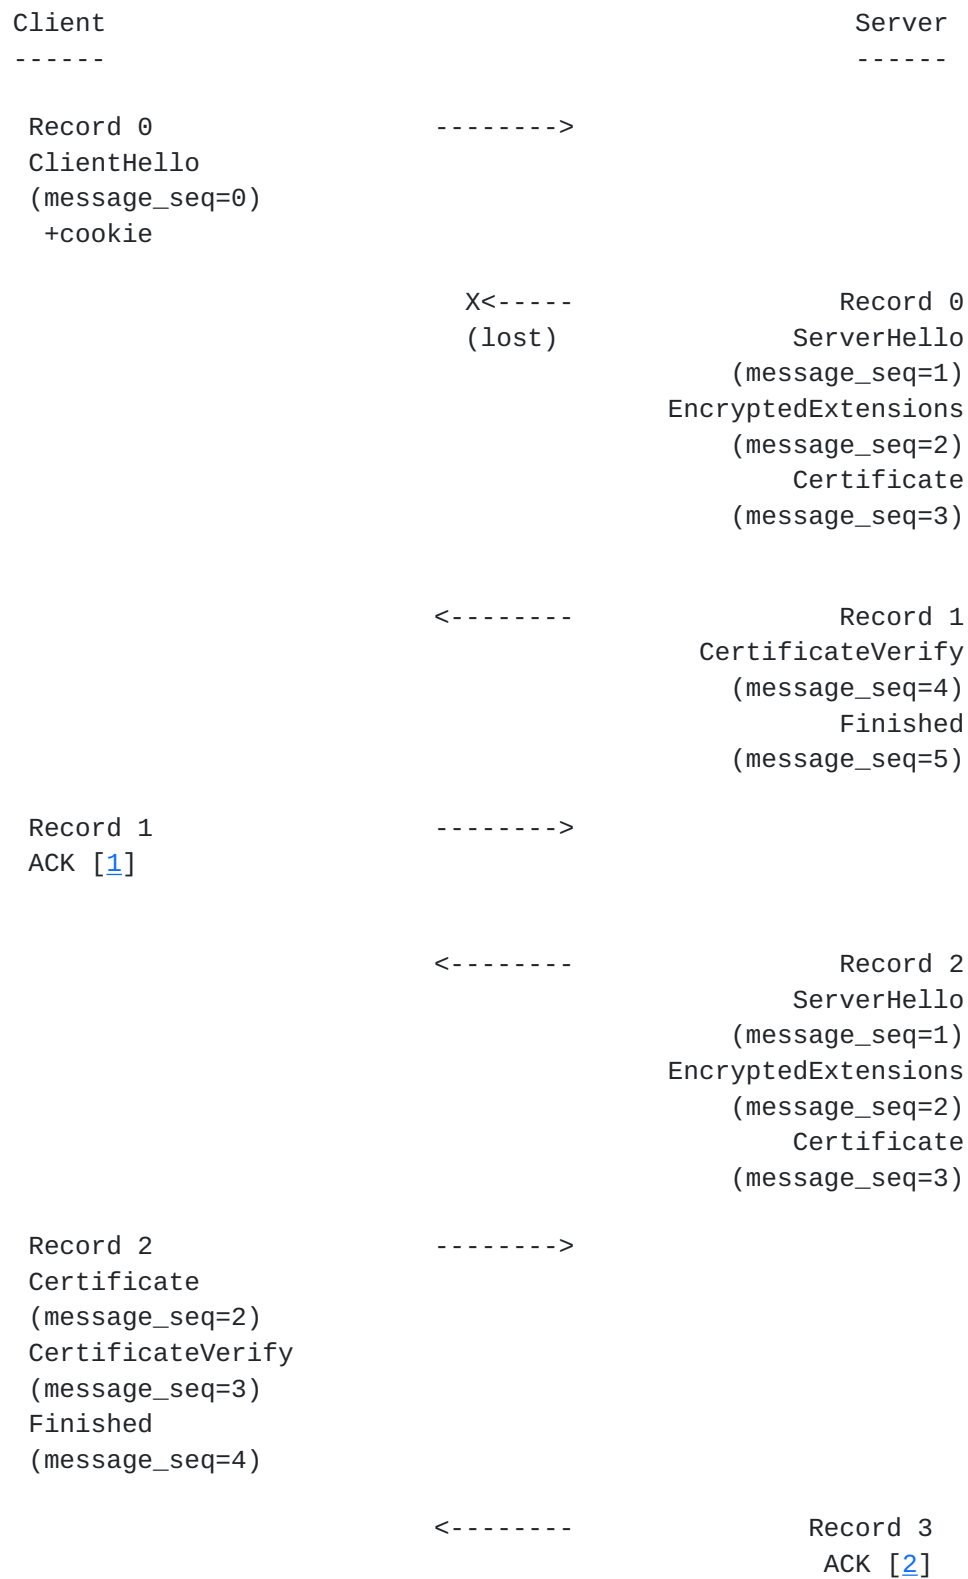 Client                                                Server
------                                                ------
Record 0                  -------->
ClientHello
(message_seq=0)
+cookie
X<-----                 Record 0
(lost)               ServerHello
(message_seq=1)
EncryptedExtensions
(message_seq=2)
Certificate
(message_seq=3)
<--------                 Record 1
CertificateVerify
(message_seq=4)
Finished
(message_seq=5)
Record 1                  -------->
ACK [1]
<--------                 Record 2
ServerHello
(message_seq=1)
EncryptedExtensions
(message_seq=2)
Certificate
(message_seq=3)
Record 2                  -------->
Certificate
(message_seq=2)
CertificateVerify
(message_seq=3)
Finished
(message_seq=4)
<--------               Record 3
ACK [2]